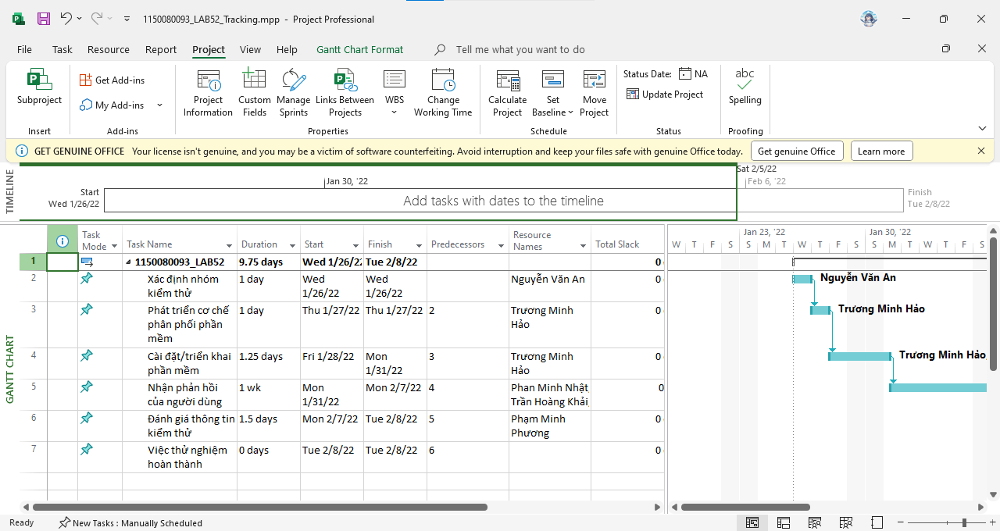 1150080093_LAB52_Tracking.mpp - Project Professional
File Task Resource Report Project View Help Gantt Chart Format Tell me what you want to do
Subproject
Insert
Get Add-ins
My Add-ins
Add-ins
Project Information
Custom Fields
Manage Sprints
Links Between Projects
WBS
Change Working Time
Properties
Calculate Project
Set Baseline
Move Project
Schedule
Status Date: NA
Update Project
Status
abc
Spelling
Proofing
GET GENUINE OFFICE Your license isn't genuine, and you may be a victim of software counterfeiting. Avoid interruption and keep your files safe with genuine Office today. Get genuine Office Learn more
TIMELINE
Sat 2/5/22
Jan 30, '22 Feb 6, '22
Start
Wed 1/26/22
Add tasks with dates to the timeline
Finish
Tue 2/8/22
GANTT CHART
Task Mode Task Name Duration Start Finish Predecessors Resource Names Total Slack
Jan 23, '22 Jan 30, '22
W T F S S M T W T F S S M T W T F S
1 1150080093_LAB52 9.75 days Wed 1/26/22 Tue 2/8/22 0
2 Xác định nhóm kiểm thử 1 day Wed 1/26/22 Wed 1/26/22 Nguyễn Văn An 0
3 Phát triển cơ chế phân phối phần mềm 1 day Thu 1/27/22 Thu 1/27/22 2 Trương Minh Hảo 0
4 Cài đặt/triển khai phần mềm 1.25 days Fri 1/28/22 Mon 1/31/22 3 Trương Minh Hảo 0
5 Nhận phản hồi của người dùng 1 wk Mon 1/31/22 Mon 2/7/22 4 Phan Minh Nhật Trần Hoàng Khải 0
6 Đánh giá thông tin kiểm thử 1.5 days Mon 2/7/22 Tue 2/8/22 5 Phạm Minh Phương 0
7 Việc thử nghiệm hoàn thành 0 days Tue 2/8/22 Tue 2/8/22 6 0
Nguyễn Văn An
Trương Minh Hảo
Trương Minh Hảo,
Ready New Tasks : Manually Scheduled